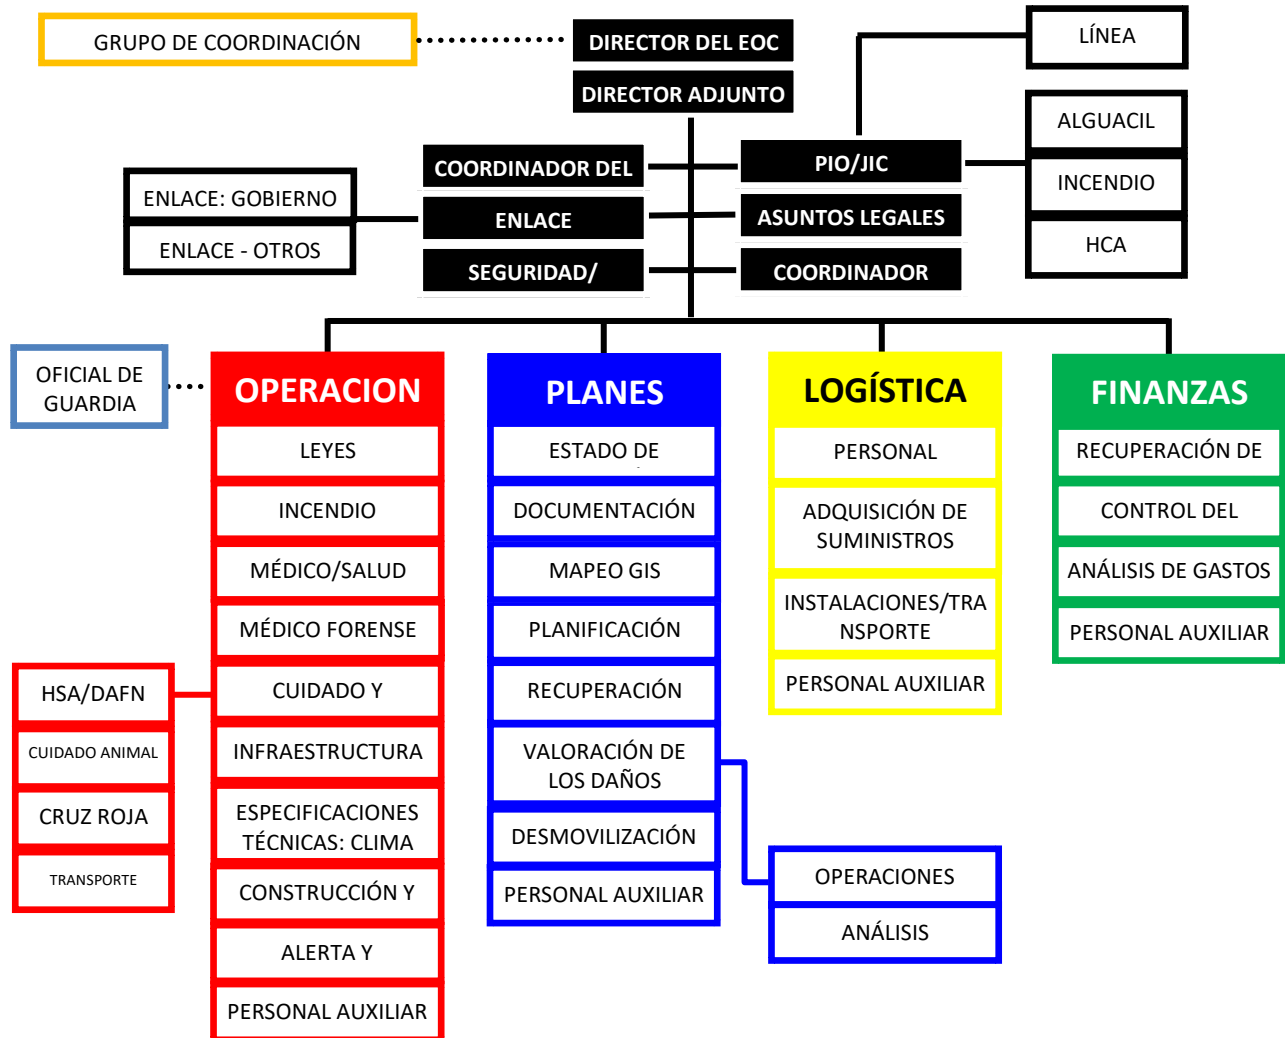 GRUPO DE COORDINACIÓN
DIRECTOR DEL EOC
DIRECTOR ADJUNTO
LÍNEA
ALGUACIL
INCENDIO
HCA
COORDINADOR DEL
PIO/JIC
ENLACE: GOBIERNO
ENLACE - OTROS
ENLACE
ASUNTOS LEGALES
SEGURIDAD/
COORDINADOR
OFICIAL DE
GUARDIA
OPERACION
LEYES
INCENDIO
MÉDICO/SALUD
MÉDICO FORENSE
CUIDADO Y
INFRAESTRUCTURA
ESPECIFICACIONES
TÉCNICAS: CLIMA
CONSTRUCCIÓN Y
ALERTA Y
PERSONAL AUXILIAR
HSA/DAFN
CUIDADO ANIMAL
CRUZ ROJA
TRANSPORTE
PLANES
ESTADO DE
DOCUMENTACIÓN
MAPEO GIS
PLANIFICACIÓN
RECUPERACIÓN
VALORACIÓN DE
LOS DAÑOS
DESMOVILIZACIÓN
PERSONAL AUXILIAR
OPERACIONES
ANÁLISIS
LOGÍSTICA
PERSONAL
ADQUISICIÓN DE
SUMINISTROS
INSTALACIONES/TRA
NSPORTE
PERSONAL AUXILIAR
FINANZAS
RECUPERACIÓN DE
CONTROL DEL
ANÁLISIS DE GASTOS
PERSONAL AUXILIAR